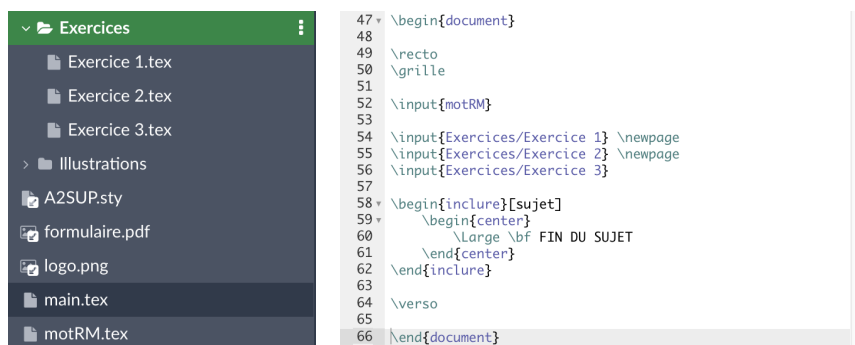 Exercices
Exercice 1.tex
Exercice 2.tex
Exercice 3.tex
Illustrations
A2SUP.sty
formulaire.pdf
logo.png
main.tex
motRM.tex
47 \begin{document}
48
49 \recto
50 \grille
51
52 \input{motRM}
53
54 \input{Exercices/Exercice 1} \newpage
55 \input{Exercices/Exercice 2} \newpage
56 \input{Exercices/Exercice 3}
57
58 \begin{inclure}[sujet]
59 \begin{center}
60 \Large \bf FIN DU SUJET
61 \end{center}
62 \end{inclure}
63
64 \verso
65
66 \end{document}